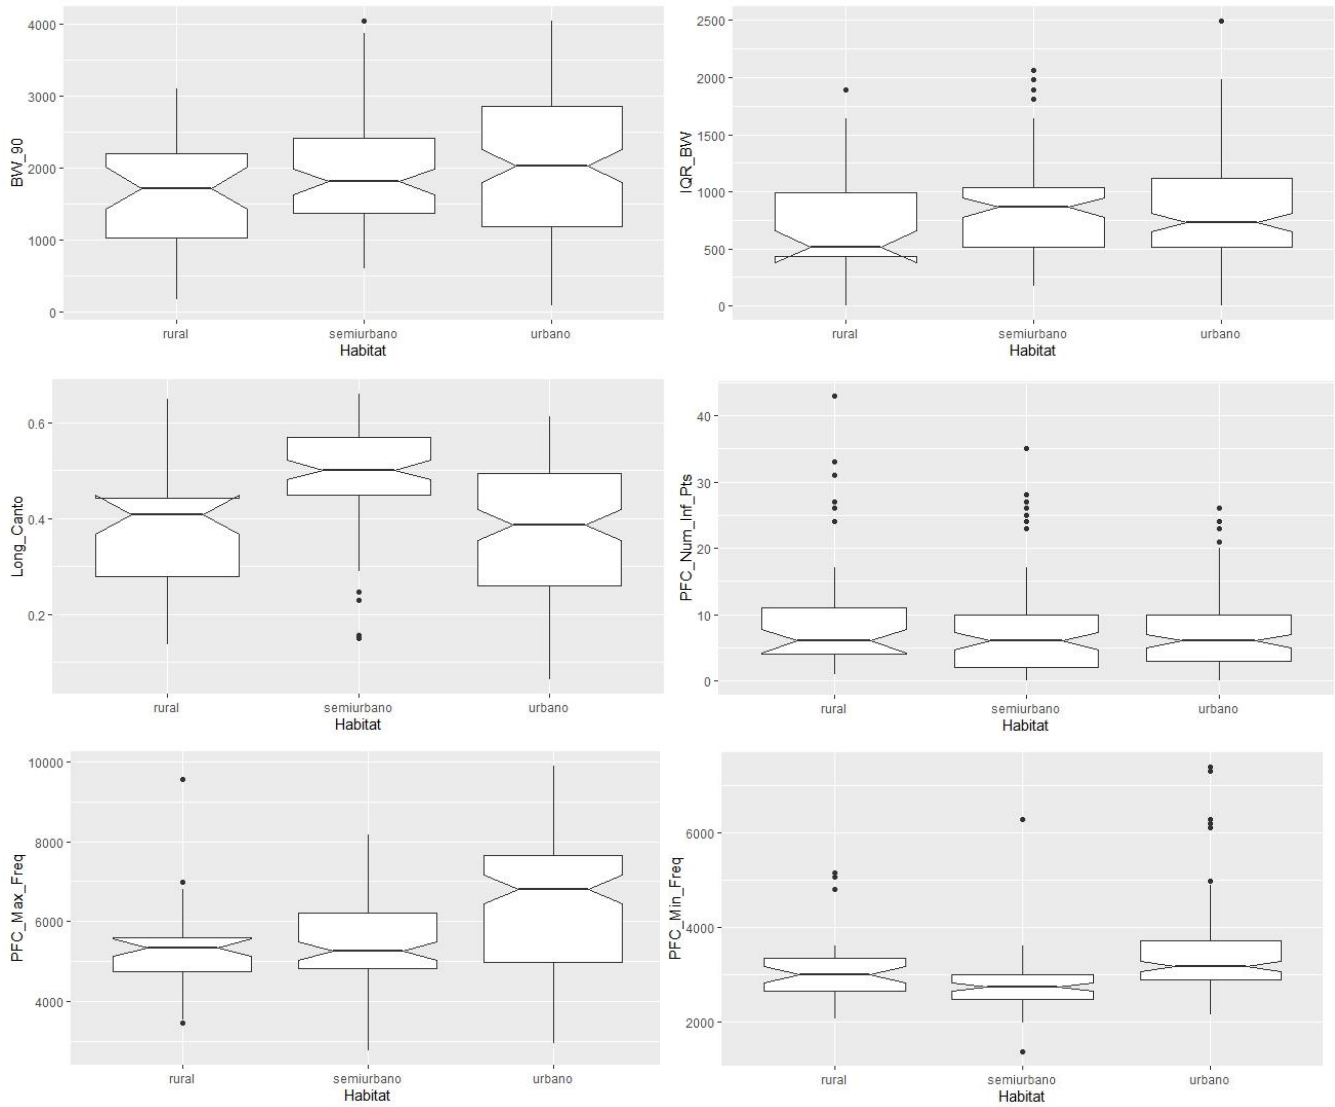 BW_90
4000
3000
2000
1000
0
rural semiurbano urbano
Habitat
IQR_BW
2500
2000
1500
1000
500
0
rural semiurbano urbano
Habitat
Long_Canto
0.6
0.4
0.2
rural semiurbano urbano
Habitat
PFC_Num_Inf_Pts
40
30
20
10
0
rural semiurbano urbano
Habitat
PFC_Max_Freq
10000
8000
6000
4000
rural semiurbano urbano
Habitat
PFC_Min_Freq
6000
4000
2000
rural semiurbano urbano
Habitat